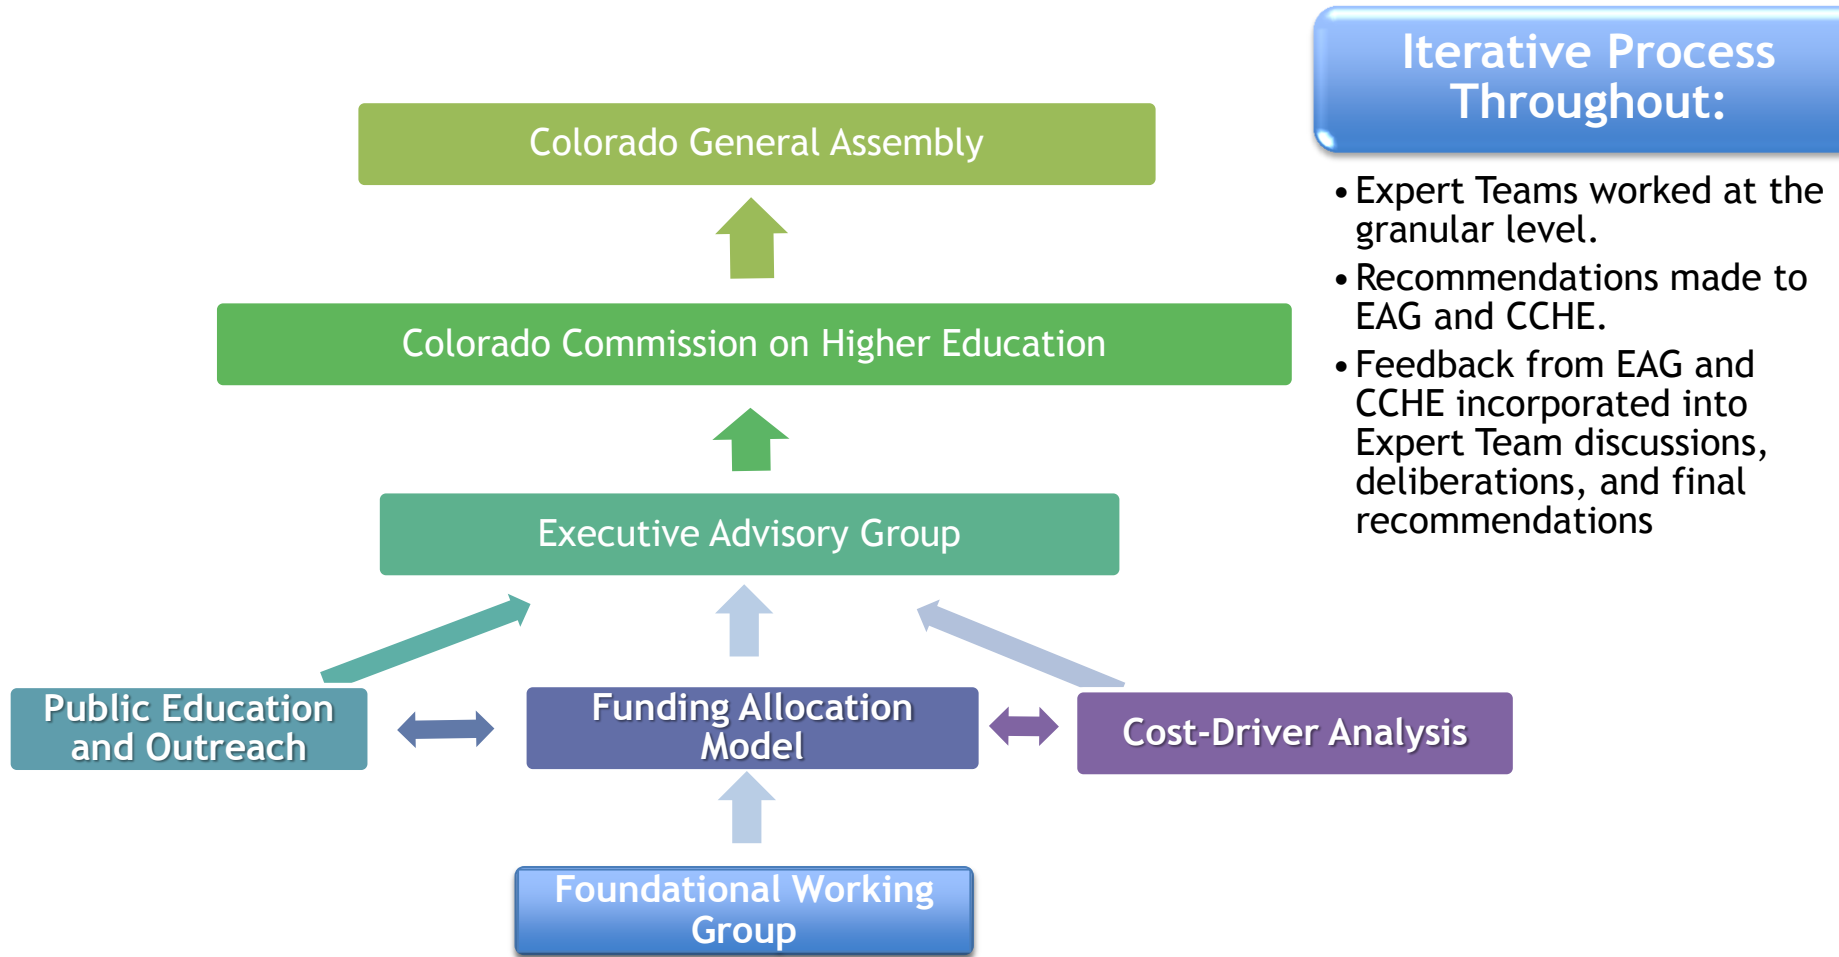 Iterative Process
Throughout:
Colorado General Assembly
• Expert Teams worked at the
granular level.
• Recommendations made to
EAG and CCHE.
• Feedback from EAG and
CCHE incorporated into
Expert Team discussions,
deliberations, and final
recommendations
Colorado Commission on Higher Education
Executive Advisory Group
Public Education
and Outreach
Funding Allocation
Model
Cost-Driver Analysis
Foundational Working
Group